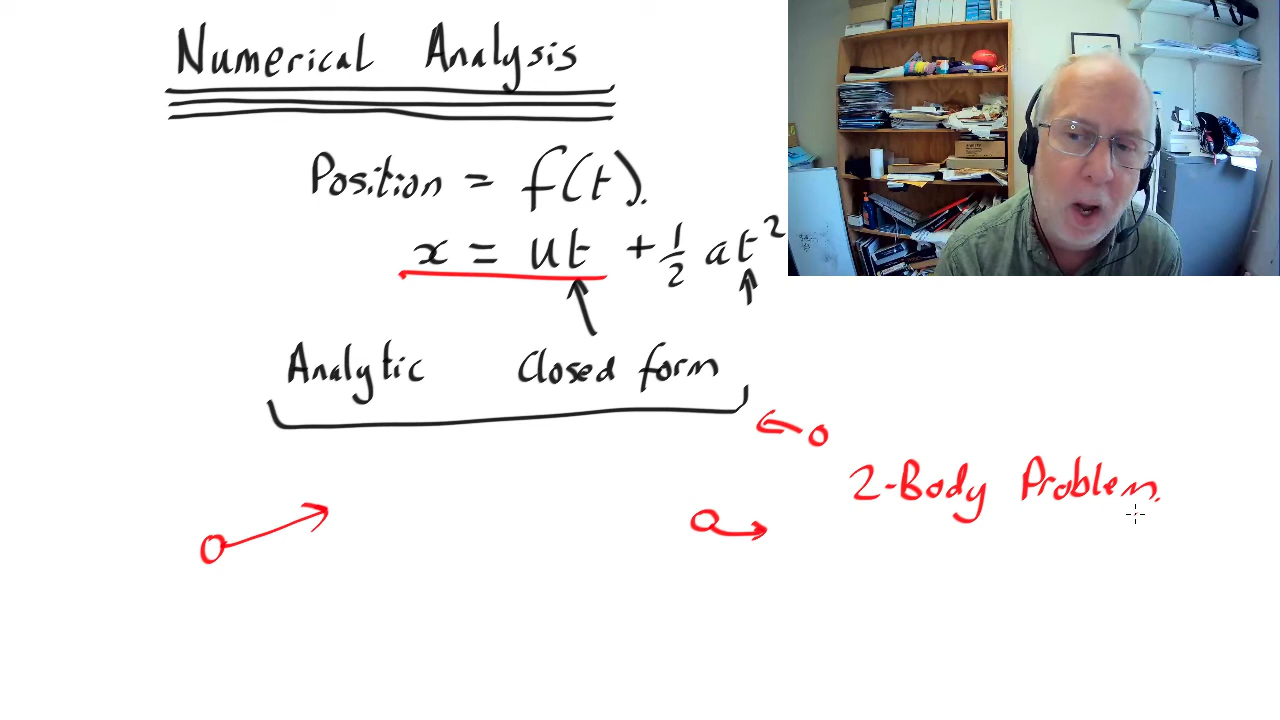 Numerical Analysis
Position = f(t).
x = ut + 1/2 at²
Analytic Closed form
2-Body Problem.